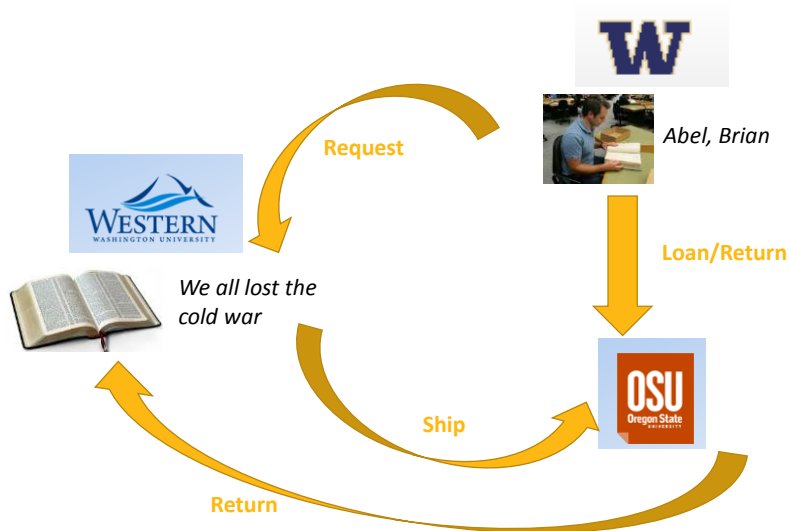 W
Abel, Brian
Request
WESTERN
WASHINGTON UNIVERSITY
We all lost the
cold war
Loan/Return
OSU
Oregon State
UNIVERSITY
Ship
Return